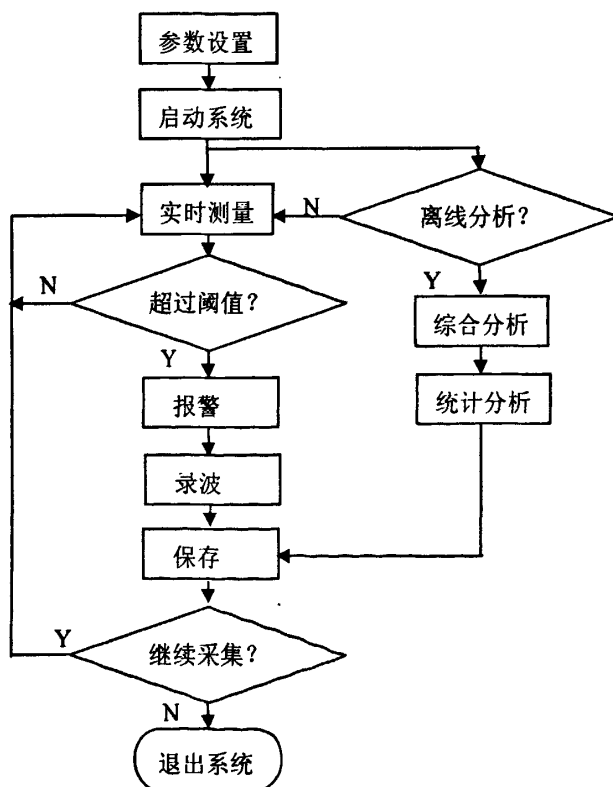 参数设置
启动系统
实时测量
N
离线分析?
N
超过阈值?
Y
综合分析
Y
报警
统计分析
录波
保存
Y
继续采集?
N
退出系统